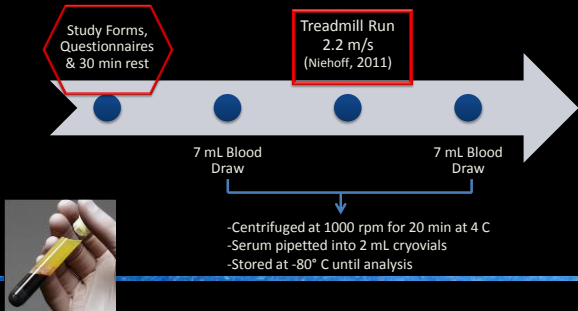 Study Forms,
Questionnaires
& 30 min rest
Treadmill Run
2.2 m/s
(Niehoff, 2011)
7 mL Blood
Draw
7 mL Blood
Draw
-Centrifuged at 1000 rpm for 20 min at 4 C
-Serum pipetted into 2 mL cryovials
-Stored at -80° C until analysis